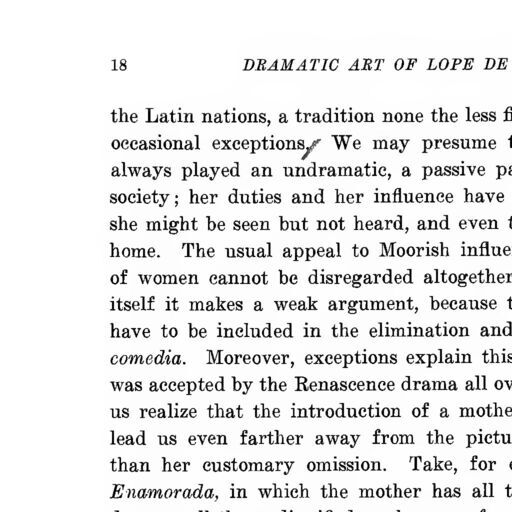 18 DRAMATIC ART OF LOPE DE
the Latin nations, a tradition none the less
occasional exceptions, We may presume
always played an undramatic, a passive
society; her duties and her influence have
she might be seen but not heard, and even
home. The usual appeal to Moorish
of women cannot be disregarded altogether
itself it makes a weak argument, because
have to be included in the elimination and
comedia. Moreover, exceptions explain this
was accepted by the Renascence drama all
us realize that the introduction of a
lead us even farther away from the
than her customary omission. Take, for
Enamorada, in which the mother has all